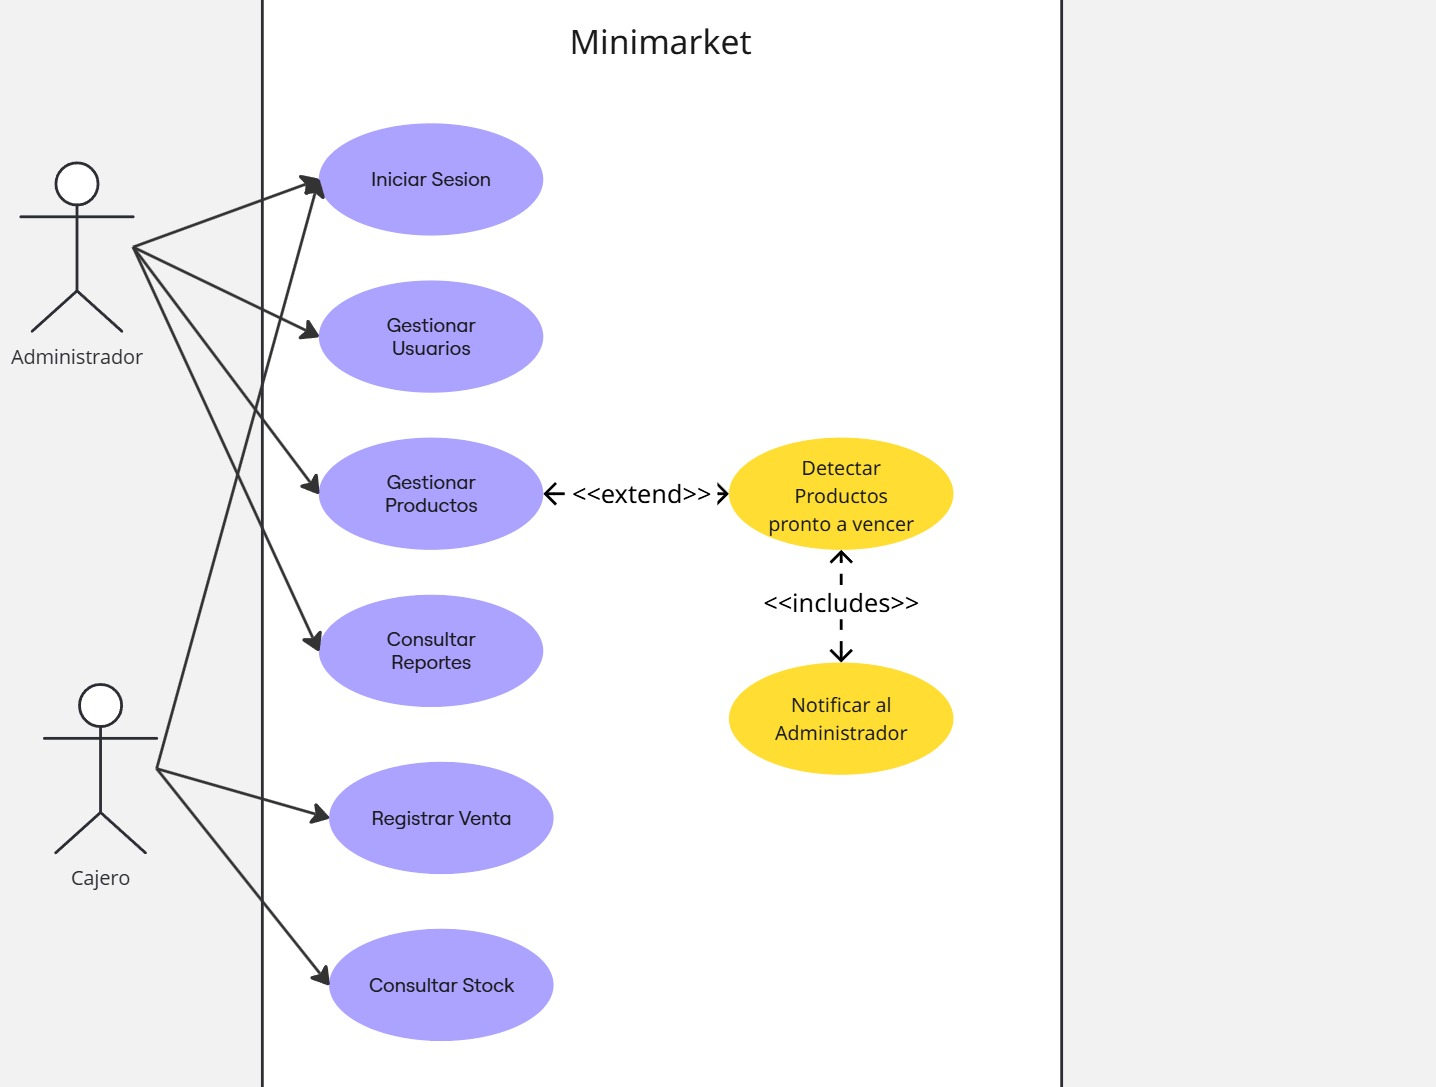 Minimarket
Iniciar Sesion
Administrador
Gestionar
Usuarios
Gestionar
Productos
<<extend>>
Detectar
Productos
pronto a vencer
<<includes>>
Consultar
Reportes
Notificar al
Administrador
Cajero
Registrar Venta
Consultar Stock